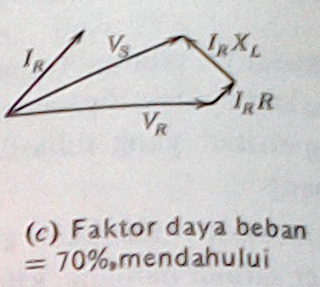 I_R V_S I_R X_L
V_R I_R R
(c) Faktor daya beban
= 70%, mendahului